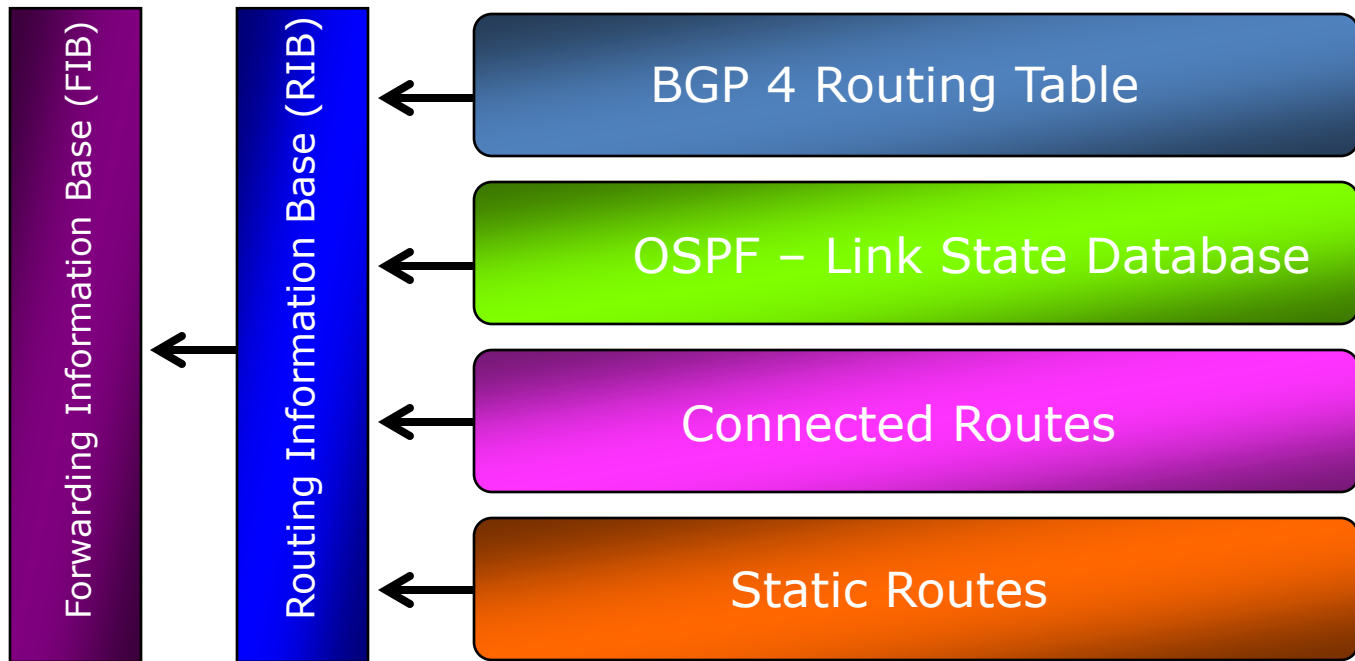 Forwarding Information Base (FIB)
Routing Information Base (RIB)
BGP 4 Routing Table
OSPF – Link State Database
Connected Routes
Static Routes